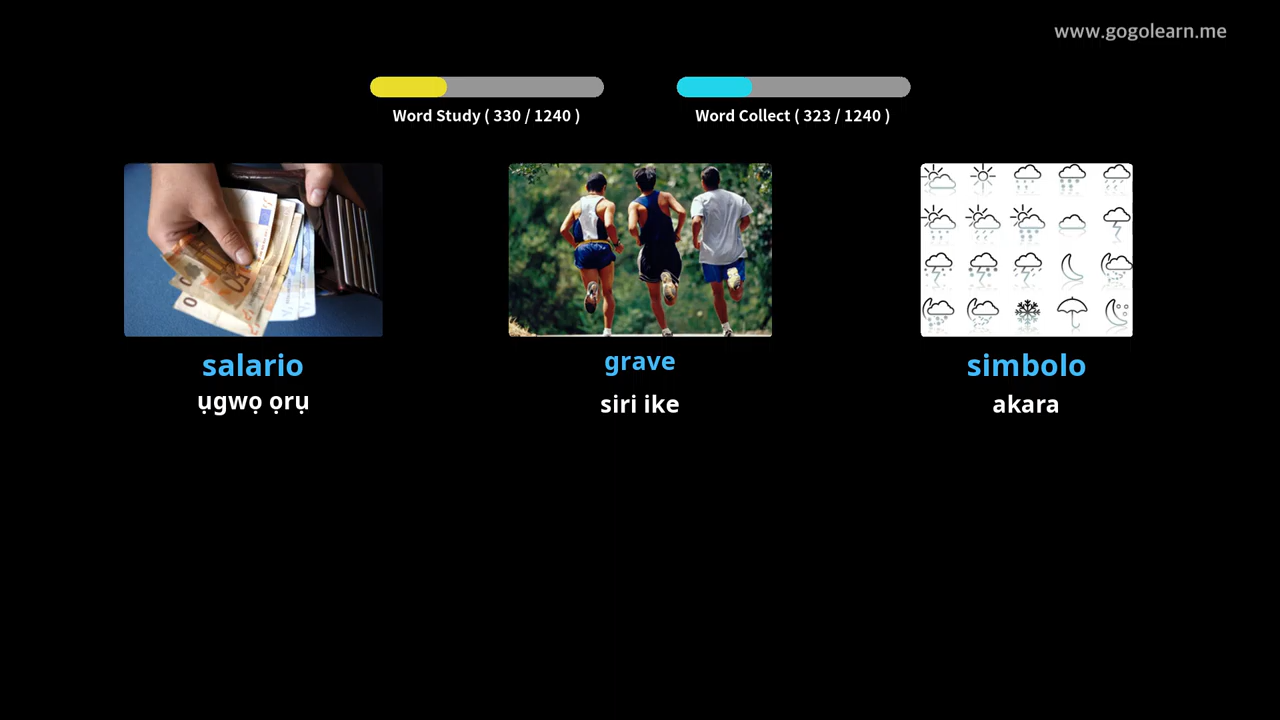 www.gogolearn.me
Word Study ( 330 / 1240 )
Word Collect ( 323 / 1240 )
salario
ụgwọ ọrụ
grave
siri ike
simbolo
akara